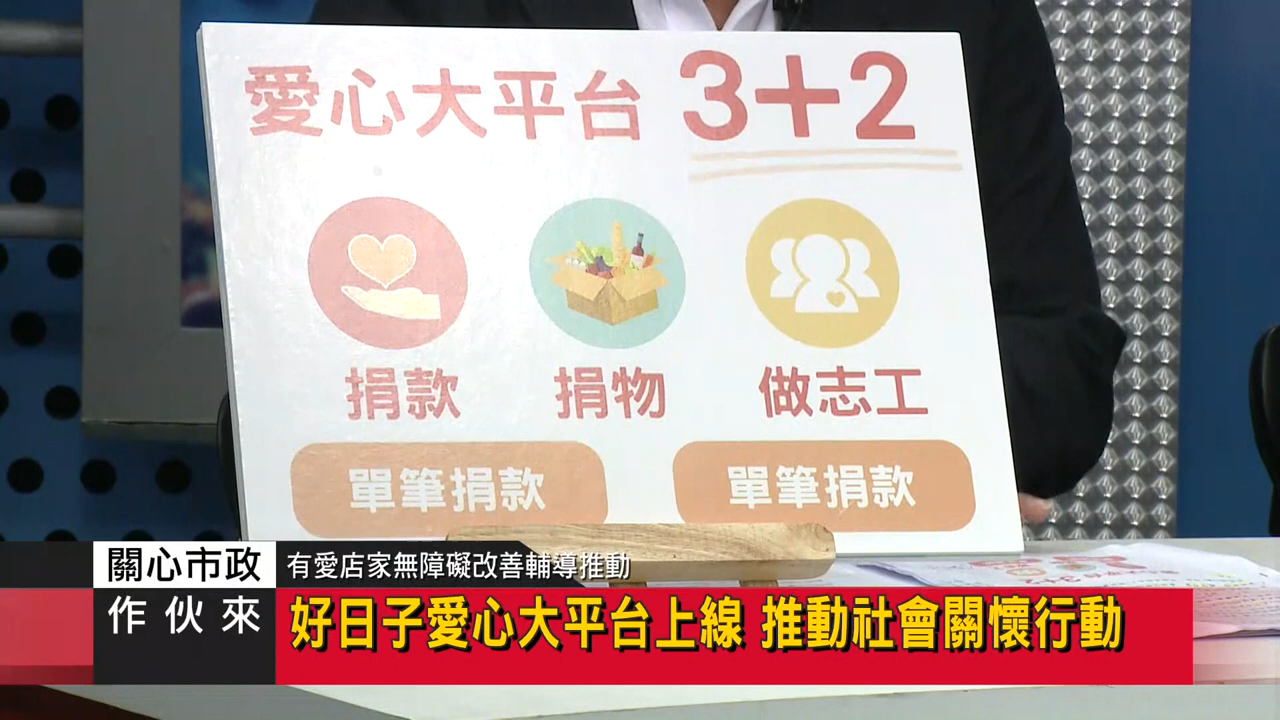 愛心大平台 3+2
捐款
捐物
做志工
單筆捐款
單筆捐款
關心市政
作伙來
有愛店家無障礙改善輔導推動
好日子愛心大平台上線 推動社會關懷行動